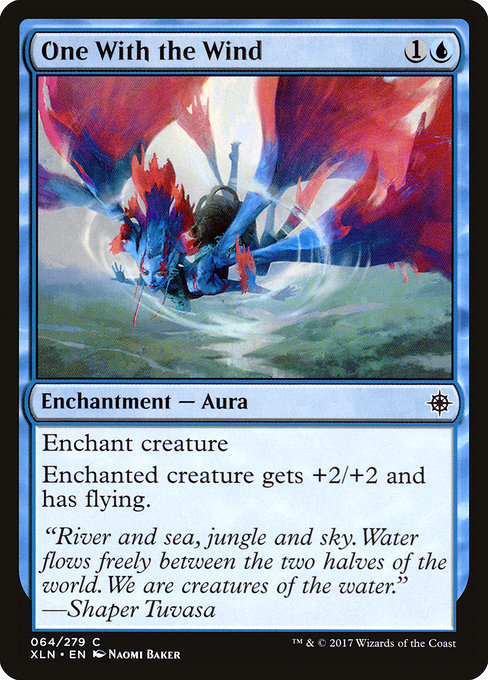 One With the Wind 1
Enchantment — Aura
Enchant creature
Enchanted creature gets +2/+2 and
has flying.
“River and sea, jungle and sky. Water
flows freely between the two halves of the
world. We are creatures of the water.”
—Shaper Tuvasa
064/279 C
XLN • EN Naomi Baker
™ & © 2017 Wizards of the Coast